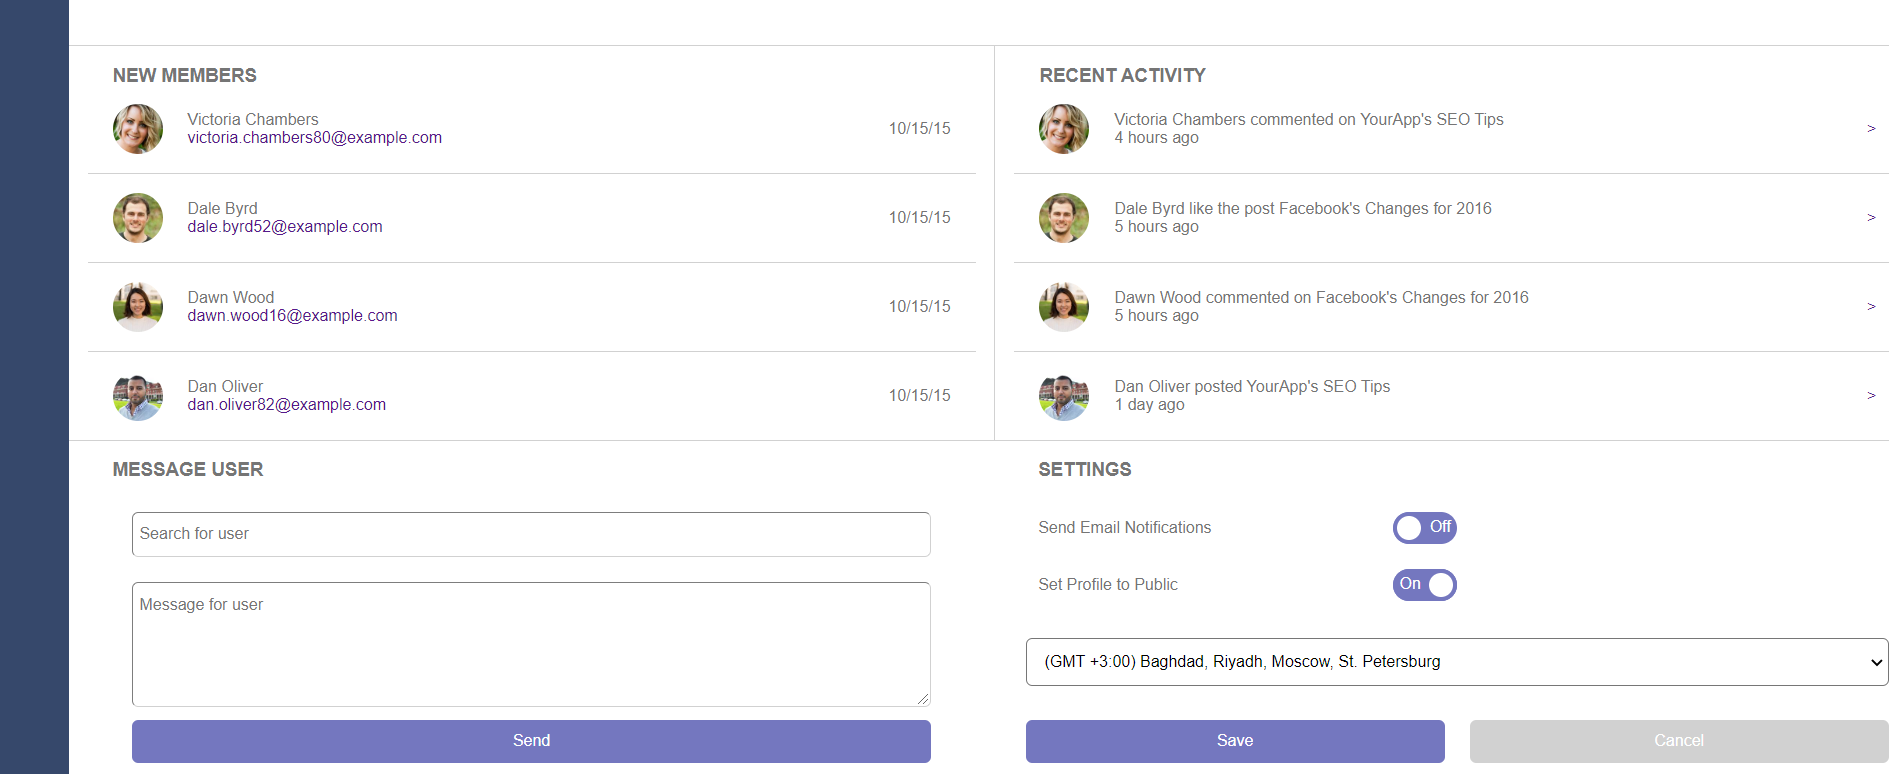 NEW MEMBERS
Victoria Chambers
victoria.chambers80@example.com
10/15/15
Dale Byrd
dale.byrd52@example.com
10/15/15
Dawn Wood
dawn.wood16@example.com
10/15/15
Dan Oliver
dan.oliver82@example.com
10/15/15
RECENT ACTIVITY
Victoria Chambers commented on YourApp's SEO Tips
4 hours ago
>
Dale Byrd like the post Facebook's Changes for 2016
5 hours ago
>
Dawn Wood commented on Facebook's Changes for 2016
5 hours ago
>
Dan Oliver posted YourApp's SEO Tips
1 day ago
>
MESSAGE USER
Search for user
Message for user
Send
SETTINGS
Send Email Notifications
Off
Set Profile to Public
On
(GMT +3:00) Baghdad, Riyadh, Moscow, St. Petersburg
Save
Cancel